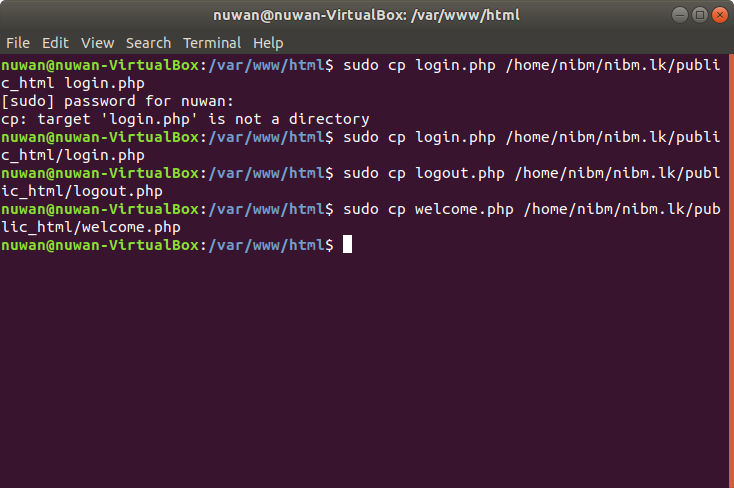 nuwan@nuwan-VirtualBox: /var/www/html
File Edit View Search Terminal Help
nuwan@nuwan-VirtualBox:/var/www/html$ sudo cp login.php /home/nibm/nibm.lk/publi
c_html login.php
[sudo] password for nuwan:
cp: target 'login.php' is not a directory
nuwan@nuwan-VirtualBox:/var/www/html$ sudo cp login.php /home/nibm/nibm.lk/publi
c_html/login.php
nuwan@nuwan-VirtualBox:/var/www/html$ sudo cp logout.php /home/nibm/nibm.lk/publ
ic_html/logout.php
nuwan@nuwan-VirtualBox:/var/www/html$ sudo cp welcome.php /home/nibm/nibm.lk/pub
lic_html/welcome.php
nuwan@nuwan-VirtualBox:/var/www/html$